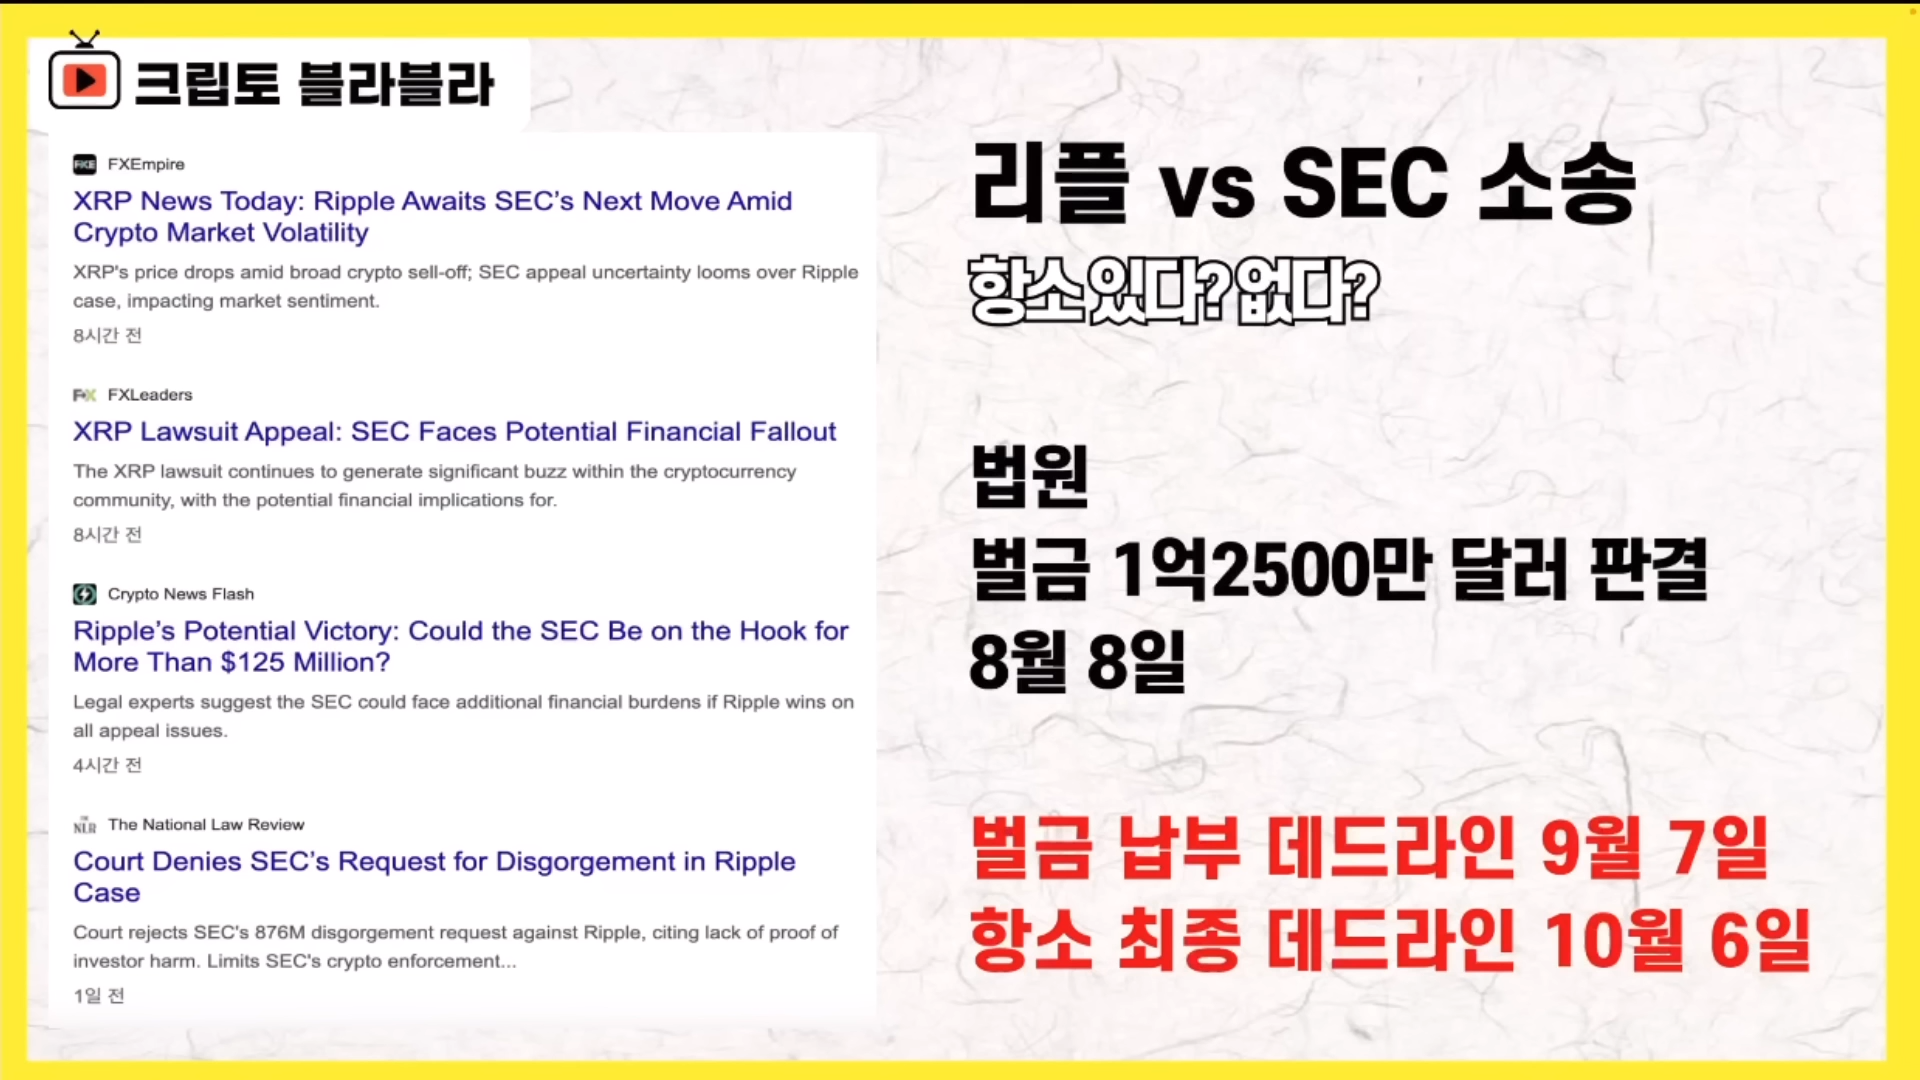 크립토 블라블라
FXEmpire
XRP News Today: Ripple Awaits SEC’s Next Move Amid
Crypto Market Volatility
XRP's price drops amid broad crypto sell-off; SEC appeal uncertainty looms over Ripple
case, impacting market sentiment.
8시간 전
FXLeaders
XRP Lawsuit Appeal: SEC Faces Potential Financial Fallout
The XRP lawsuit continues to generate significant buzz within the cryptocurrency
community, with the potential financial implications for.
8시간 전
Crypto News Flash
Ripple’s Potential Victory: Could the SEC Be on the Hook for
More Than $125 Million?
Legal experts suggest the SEC could face additional financial burdens if Ripple wins on
all appeal issues.
4시간 전
THE NLR The National Law Review
Court Denies SEC’s Request for Disgorgement in Ripple
Case
Court rejects SEC's 876M disgorgement request against Ripple, citing lack of proof of
investor harm. Limits SEC's crypto enforcement...
1일 전
리플 vs SEC 소송
항소있다?없다?
법원
벌금 1억2500만 달러 판결
8월 8일
벌금 납부 데드라인 9월 7일
항소 최종 데드라인 10월 6일